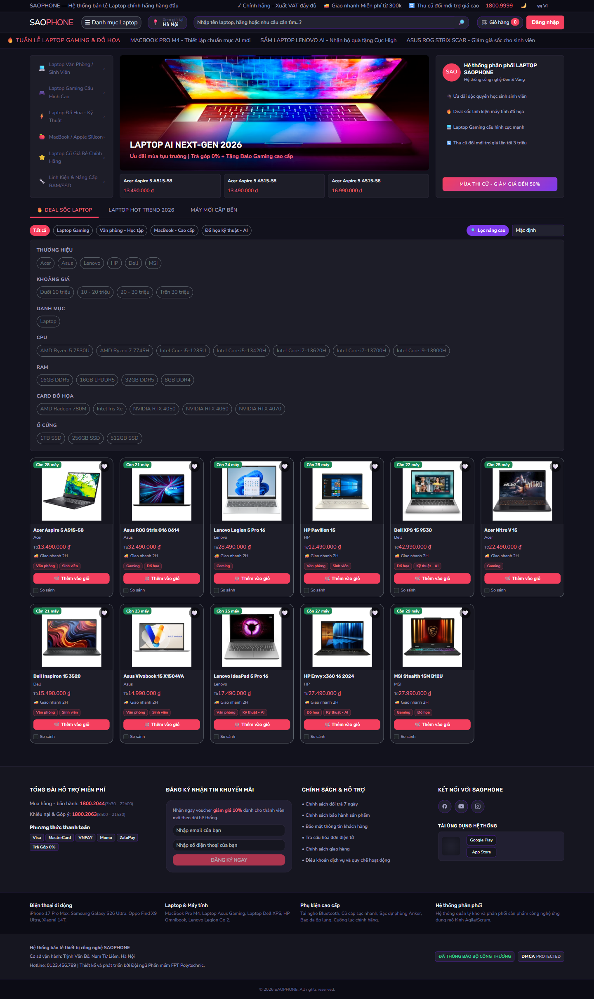 SAOPHONE — Hệ thống bán lẻ Laptop chính hãng hàng đầu
✓ Chính hãng - Xuất VAT đầy đủ
🚚 Giao nhanh Miễn phí từ 300k
🔄 Thu cũ đổi mới trợ giá cao
1800.9999
🌙
VN VI
SAOPHONE
☰ Danh mục Laptop
📍 Xem giá tại
Hà Nội
Nhập tên laptop, hãng hoặc nhu cầu cần tìm...?
Giỏ hàng 0
Đăng nhập
🔥 TUẦN LỄ LAPTOP GAMING & ĐỒ HỌA
MACBOOK PRO M4 - Thiết lập chuẩn mực AI mới
SẮM LAPTOP LENOVO AI - Nhận bộ quà tặng Cực High
ASUS ROG STRIX SCAR - Giảm giá sốc cho sinh viên
Laptop Văn Phòng /
Sinh Viên
Laptop Gaming Cấu
Hình Cao
Laptop Đồ Họa - Kỹ
Thuật
MacBook / Apple Silicon
Laptop Cũ Giá Rẻ Chính
Hãng
Linh Kiện & Nâng Cấp
RAM/SSD
LAPTOP AI NEXT-GEN 2026
Ưu đãi mùa tựu trường | Trả góp 0% + Tặng Balo Gaming cao cấp
Acer Aspire 5 A515-58
13.490.000 ₫
Acer Aspire 5 A515-58
13.490.000 ₫
Acer Aspire 5 A515-58
16.990.000 ₫
SAO
Hệ thống phân phối LAPTOP
SAOPHONE
Hệ thống công nghệ Đen & Vàng
Ưu đãi độc quyền học sinh sinh viên
Deal sốc linh kiện máy tính đồ họa
Laptop Gaming cấu hình cực mạnh
Thu cũ đổi mới trợ giá lên tới 3 triệu
MÙA THI CỬ - GIẢM GIÁ ĐẾN 50%
🔥 DEAL SỐC LAPTOP
LAPTOP HOT TREND 2026
MÁY MỚI CẬP BẾN
Tất cả
Laptop Gaming
Văn phòng - Học tập
MacBook - Cao cấp
Đồ họa kỹ thuật - AI
Lọc nâng cao
Mặc định
THƯƠNG HIỆU
Acer Asus Lenovo HP Dell MSI
KHOẢNG GIÁ
Dưới 10 triệu 10 - 20 triệu 20 - 30 triệu Trên 30 triệu
DANH MỤC
Laptop
CPU
AMD Ryzen 5 7530U AMD Ryzen 7 7745H Intel Core i5-1235U Intel Core i5-13420H Intel Core i7-13620H Intel Core i7-13700H Intel Core i9-13900H
RAM
16GB DDR5 16GB LPDDR5 32GB DDR5 8GB DDR4
CARD ĐỒ HỌA
AMD Radeon 780M Intel Iris Xe NVIDIA RTX 4050 NVIDIA RTX 4060 NVIDIA RTX 4070
Ổ CỨNG
1TB SSD 256GB SSD 512GB SSD
Còn 28 máy
Acer Aspire 5 A515-58
Acer
Từ13.490.000 ₫
🚚 Giao nhanh 2H
Văn phòng Sinh viên
Thêm vào giỏ
So sánh
Còn 21 máy
ASUS
Asus ROG Strix G16 G614
Asus
Từ32.490.000 ₫
🚚 Giao nhanh 2H
Gaming Đồ họa
Thêm vào giỏ
So sánh
Còn 24 máy
Lenovo Legion 5 Pro 16
Lenovo
Từ28.490.000 ₫
🚚 Giao nhanh 2H
Gaming
Thêm vào giỏ
So sánh
Còn 28 máy
HP Pavilion 15
HP
Từ12.490.000 ₫
🚚 Giao nhanh 2H
Văn phòng Sinh viên
Thêm vào giỏ
So sánh
Còn 22 máy
Dell XPS 15 9530
Dell
Từ42.990.000 ₫
🚚 Giao nhanh 2H
Đồ họa Kỹ thuật - AI
Thêm vào giỏ
So sánh
Còn 25 máy
acer NITRO
Acer Nitro V 15
Acer
Từ22.490.000 ₫
🚚 Giao nhanh 2H
Gaming
Thêm vào giỏ
So sánh
Còn 21 máy
Dell Inspiron 15 3520
Dell
Từ15.490.000 ₫
🚚 Giao nhanh 2H
Văn phòng Sinh viên
Thêm vào giỏ
So sánh
Còn 23 máy
ASUS Vivobook
Asus Vivobook 15 X1504VA
Asus
Từ14.990.000 ₫
🚚 Giao nhanh 2H
Văn phòng Sinh viên
Thêm vào giỏ
So sánh
Còn 25 máy
Lenovo IdeaPad 5 Pro 16
Lenovo
Từ17.490.000 ₫
🚚 Giao nhanh 2H
Văn phòng Kỹ thuật - AI
Thêm vào giỏ
So sánh
Còn 27 máy
HP Envy x360 16 2024
HP
Từ27.490.000 ₫
🚚 Giao nhanh 2H
Đồ họa Kỹ thuật - AI
Thêm vào giỏ
So sánh
Còn 29 máy
MSI Stealth 15M B12U
MSI
Từ27.990.000 ₫
🚚 Giao nhanh 2H
Gaming Đồ họa
Thêm vào giỏ
So sánh
TỔNG ĐÀI HỖ TRỢ MIỄN PHÍ
Mua hàng - bảo hành: 1800.2044(7h30 - 22h00)
Khiếu nại & Góp ý: 1800.2063(8h00 - 21h30)
Phương thức thanh toán
Visa MasterCard VNPAY Momo ZaloPay
Trả Góp 0%
ĐĂNG KÝ NHẬN TIN KHUYẾN MÃI
Nhận ngay voucher giảm giá 10% dành cho thành viên
mới theo dõi hệ thống.
Nhập email của bạn
Nhập số điện thoại của bạn
ĐĂNG KÝ NGAY
CHÍNH SÁCH & HỖ TRỢ
• Chính sách đổi trả 7 ngày
• Chính sách bảo hành sản phẩm
• Bảo mật thông tin khách hàng
• Tra cứu hóa đơn điện tử
• Chính sách giao hàng
• Điều khoản dịch vụ và quy chế hoạt động
KẾT NỐI VỚI SAOPHONE
TẢI ỨNG DỤNG HỆ THỐNG
Google Play
App Store
Điện thoại di động
iPhone 17 Pro Max, Samsung Galaxy S26 Ultra, Oppo Find X9
Ultra, Xiaomi 14T.
Laptop & Máy tính
MacBook Pro M4, Laptop Asus Gaming, Laptop Dell XPS, HP
Omnibook, Lenovo Legion Go 2.
Phụ kiện cao cấp
Tai nghe Bluetooth, Củ cáp sạc nhanh, Sạc dự phòng Anker,
Bao da ốp lưng, Cường lực chính hãng.
Hệ thống phân phối
Hệ thống quản lý kho và phân phối sản phẩm công nghệ ứng
dụng mô hình Agile/Scrum.
Hệ thống bán lẻ thiết bị công nghệ SAOPHONE
Cơ sở vận hành: Trịnh Văn Bô, Nam Từ Liêm, Hà Nội
Hotline: 0123.456.789 | Thiết kế và phát triển bởi Đội ngũ Phần mềm FPT Polytechnic.
ĐÃ THÔNG BÁO BỘ CÔNG THƯƠNG
DMCA PROTECTED
© 2026 SAOPHONE. All rights reserved.